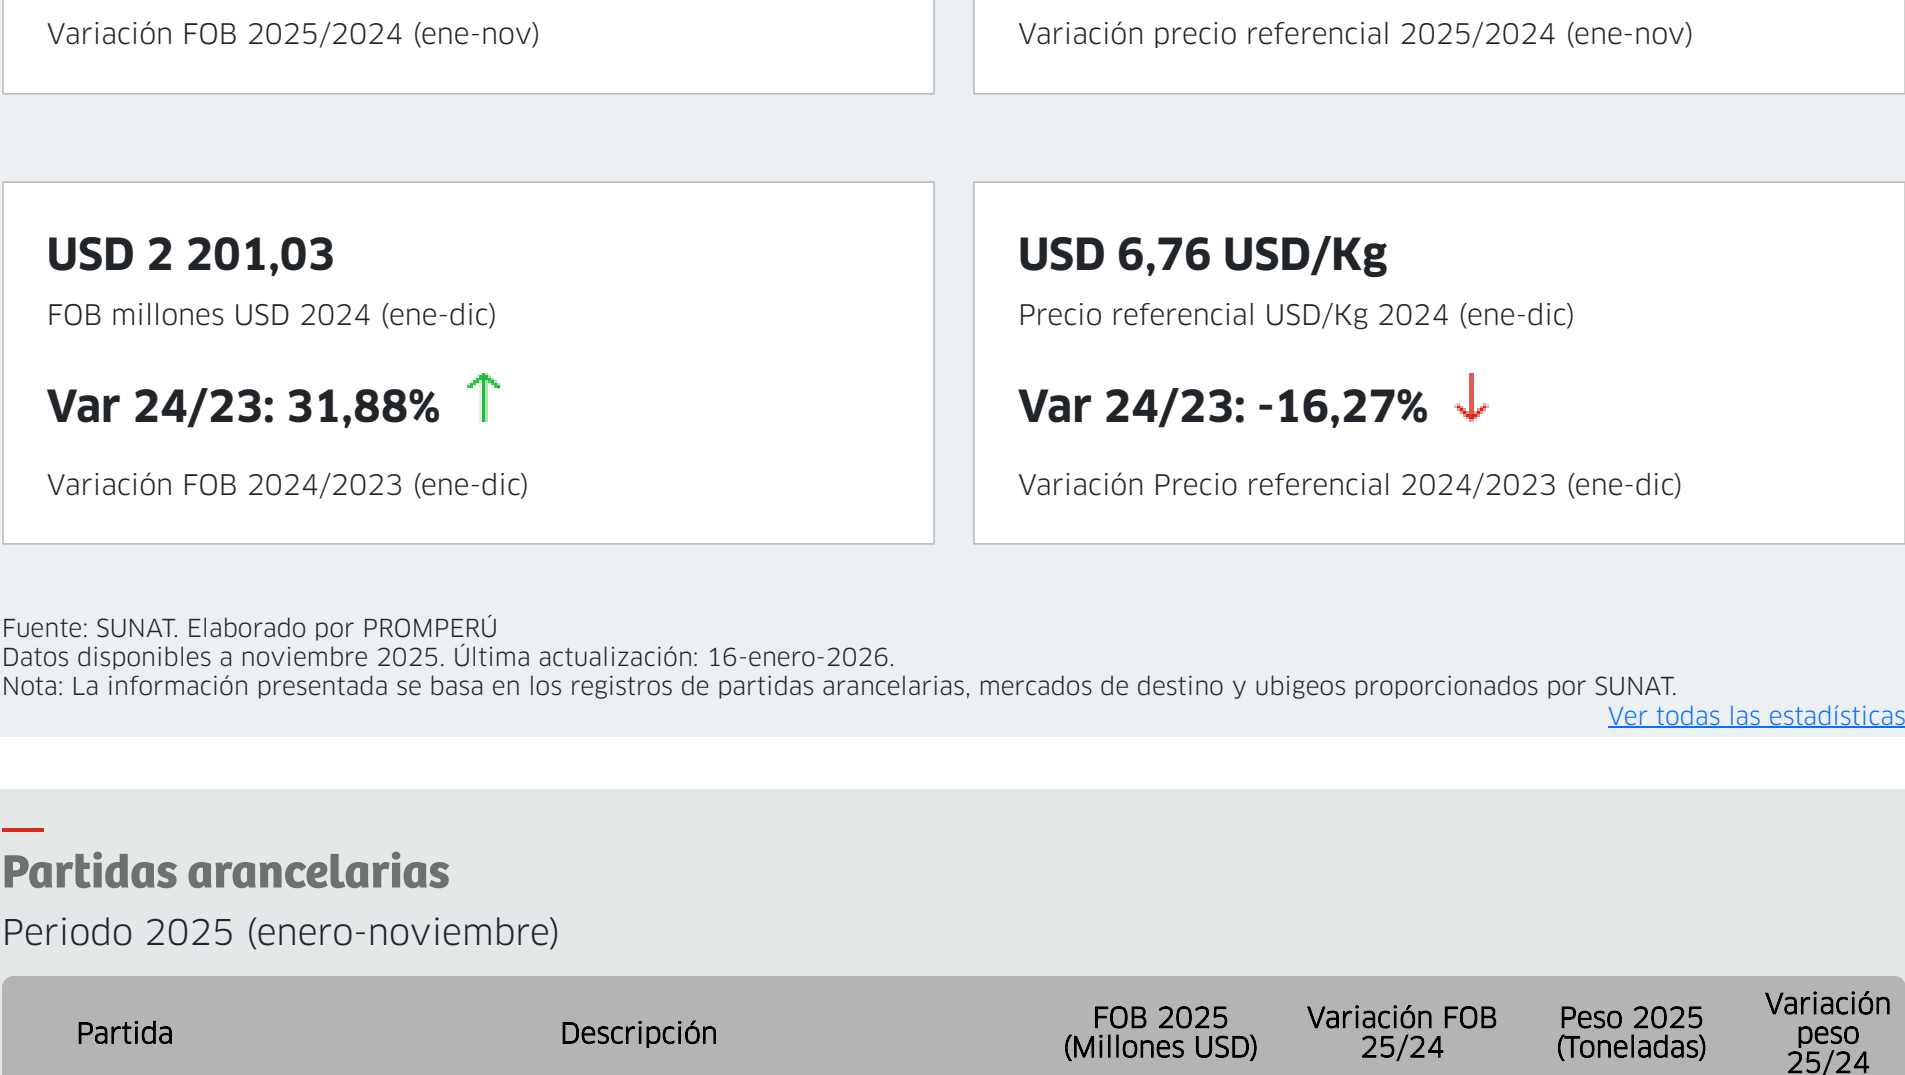 Variación FOB 2025/2024 (ene-nov)
Variación precio referencial 2025/2024 (ene-nov)
USD 2 201,03
FOB millones USD 2024 (ene-dic)
Var 24/23: 31,88%
Variación FOB 2024/2023 (ene-dic)
USD 6,76 USD/Kg
Precio referencial USD/Kg 2024 (ene-dic)
Var 24/23: -16,27%
Variación Precio referencial 2024/2023 (ene-dic)
Fuente: SUNAT. Elaborado por PROMPERÚ
Datos disponibles a noviembre 2025. Última actualización: 16-enero-2026.
Nota: La información presentada se basa en los registros de partidas arancelarias, mercados de destino y ubigeos proporcionados por SUNAT.
Ver todas las estadísticas
Partidas arancelarias
Periodo 2025 (enero-noviembre)
Partida
Descripción
FOB 2025
(Millones USD)
Variación FOB
25/24
Peso 2025
(Toneladas)
Variación
peso
25/24